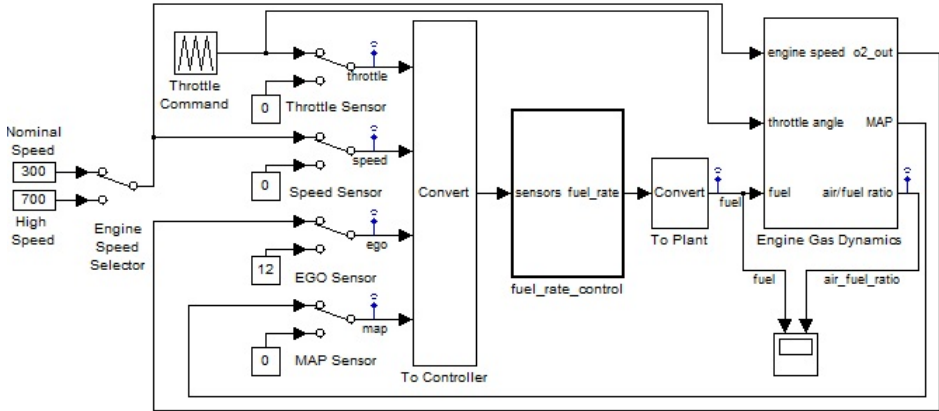 Throttle
Command
throttle
0
Throttle Sensor
engine speed
o2_out
throttle angle
MAP
Nominal
Speed
300
700
High
Speed
Engine
Speed
Selector
speed
0
Speed Sensor
ego
12
EGO Sensor
map
0
MAP Sensor
Convert
To Controller
sensors
fuel_rate
fuel_rate_control
Convert
To Plant
fuel
fuel
air/fuel ratio
Engine Gas Dynamics
fuel
air_fuel_ratio